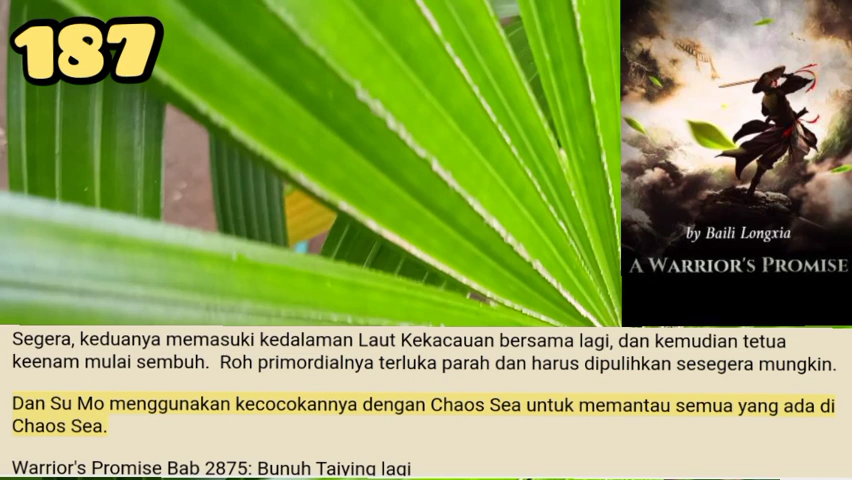 187
by Baili Longxia
A WARRIOR'S PROMISE
Segera, keduanya memasuki kedalaman Laut Kekacauan bersama lagi, dan kemudian tetua
keenam mulai sembuh. Roh primordialnya terluka parah dan harus dipulihkan sesegera mungkin.
Dan Su Mo menggunakan kecocokannya dengan Chaos Sea untuk memantau semua yang ada di
Chaos Sea.
Warrior's Promise Bab 2875: Bunuh Taiying lagi